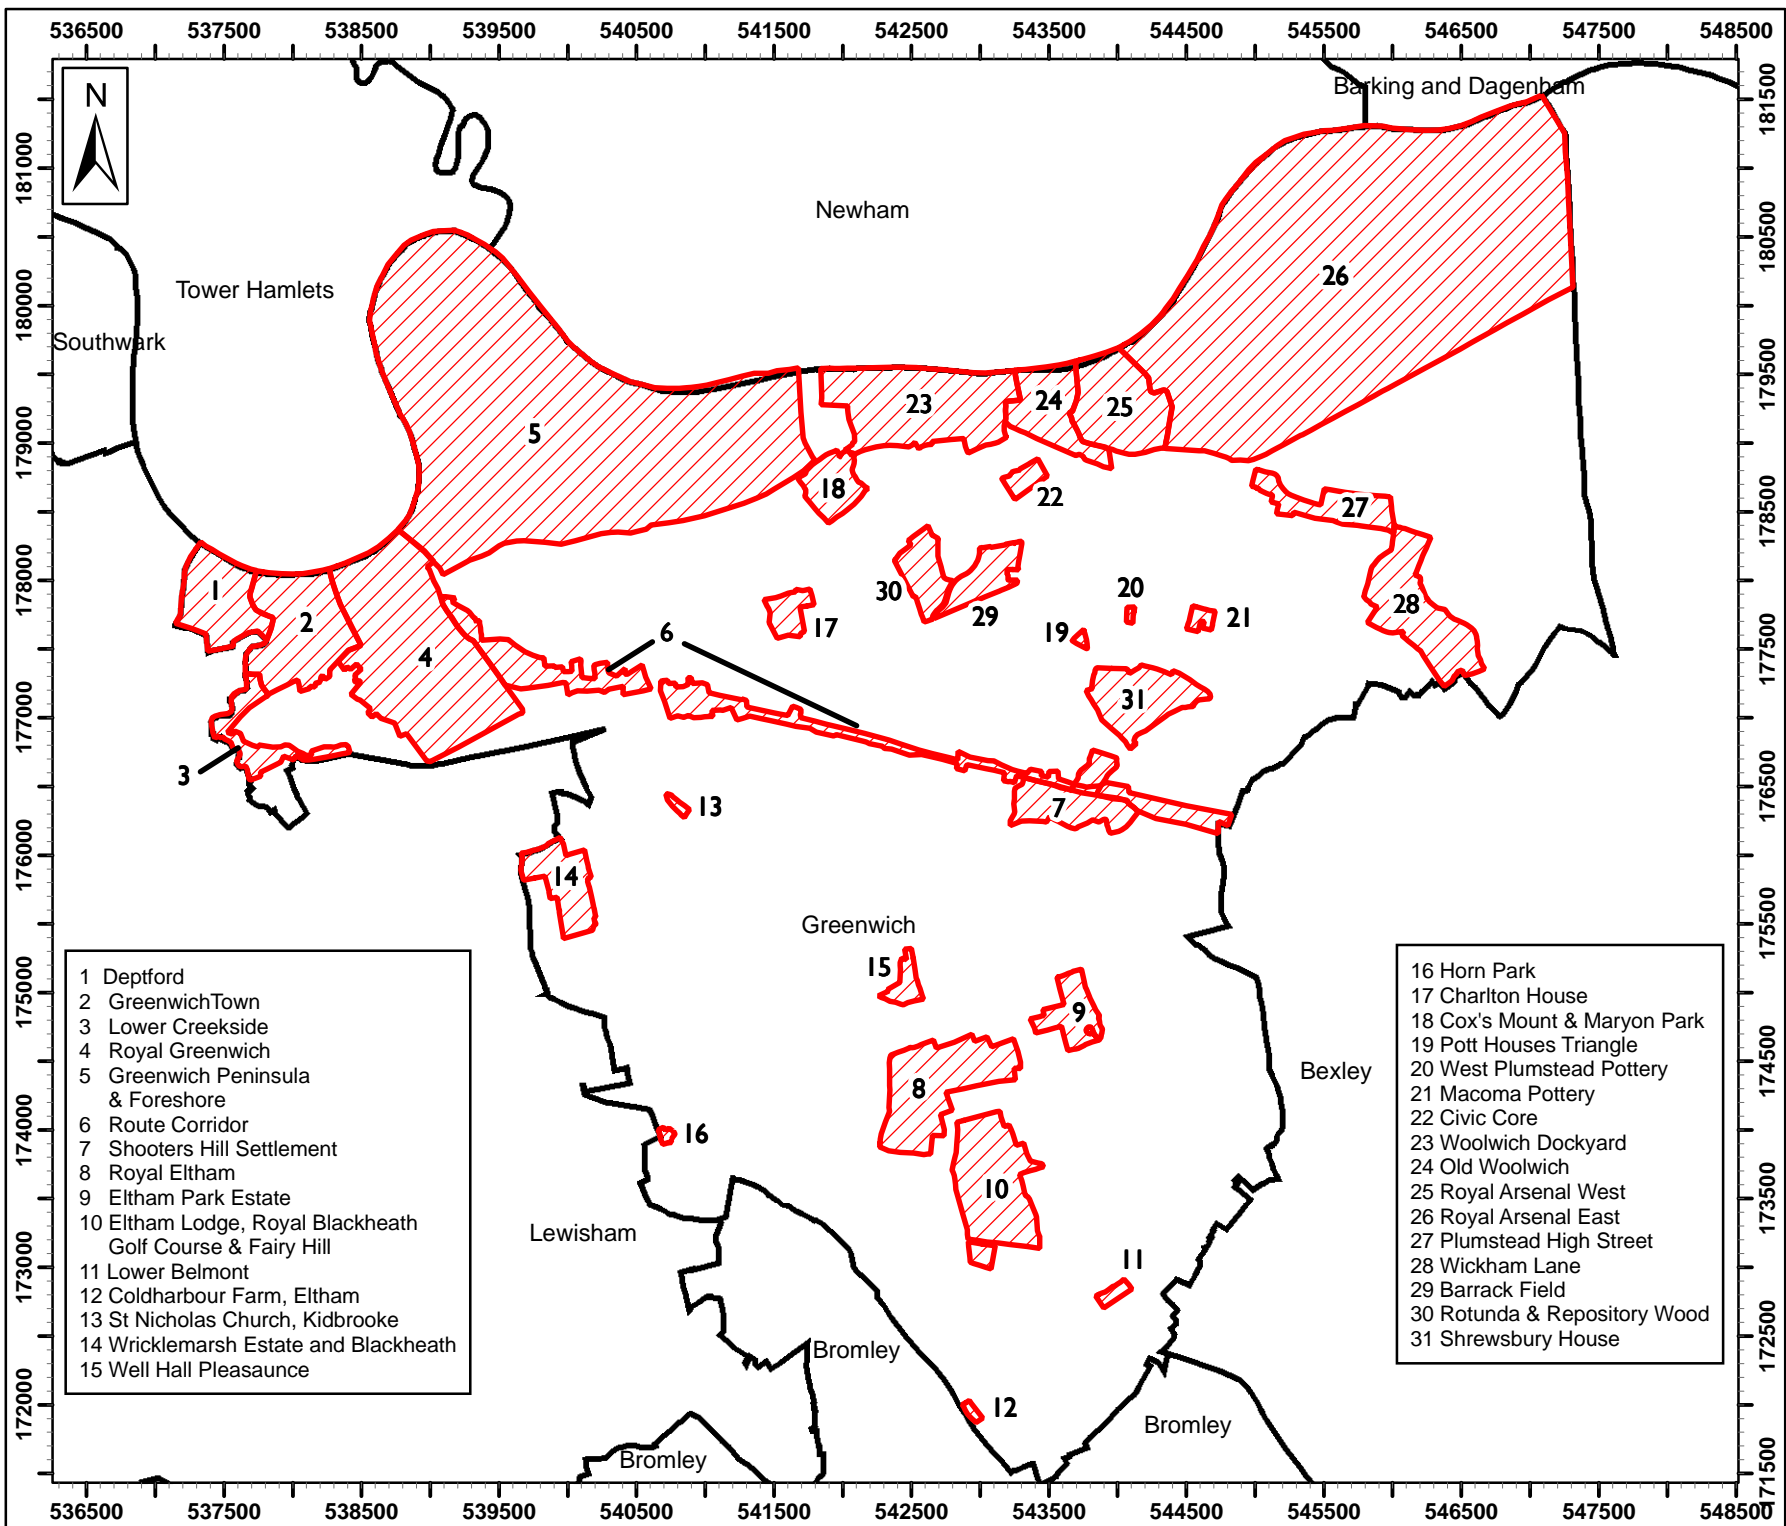 536500 537500 538500 539500 540500 541500 542500 543500 544500 545500 546500 547500 548500
N
Barking and Dagenham
181500
181000
Newham
180500
26
Tower Hamlets
180000
Southwark
179500
23
24
25
5
179000
18
22
178500
27
178000
1
2
30
29
20
21
28
17
19
6
4
177500
31
177000
3
176500
13
7
176000
14
175500
Greenwich
15
175000
9
174500
8
Bexley
174000
16
173500
10
Lewisham
173000
11
172500
Bromley
172000
12
Bromley
Bromley
171500
1 Deptford
2 GreenwichTown
3 Lower Creekside
4 Royal Greenwich
5 Greenwich Peninsula
& Foreshore
6 Route Corridor
7 Shooters Hill Settlement
8 Royal Eltham
9 Eltham Park Estate
10 Eltham Lodge, Royal Blackheath
Golf Course & Fairy Hill
11 Lower Belmont
12 Coldharbour Farm, Eltham
13 St Nicholas Church, Kidbrooke
14 Wricklemarsh Estate and Blackheath
15 Well Hall Pleasaunce
16 Horn Park
17 Charlton House
18 Cox's Mount & Maryon Park
19 Pott Houses Triangle
20 West Plumstead Pottery
21 Macoma Pottery
22 Civic Core
23 Woolwich Dockyard
24 Old Woolwich
25 Royal Arsenal West
26 Royal Arsenal East
27 Plumstead High Street
28 Wickham Lane
29 Barrack Field
30 Rotunda & Repository Wood
31 Shrewsbury House
536500 537500 538500 539500 540500 541500 542500 543500 544500 545500 546500 547500 548500